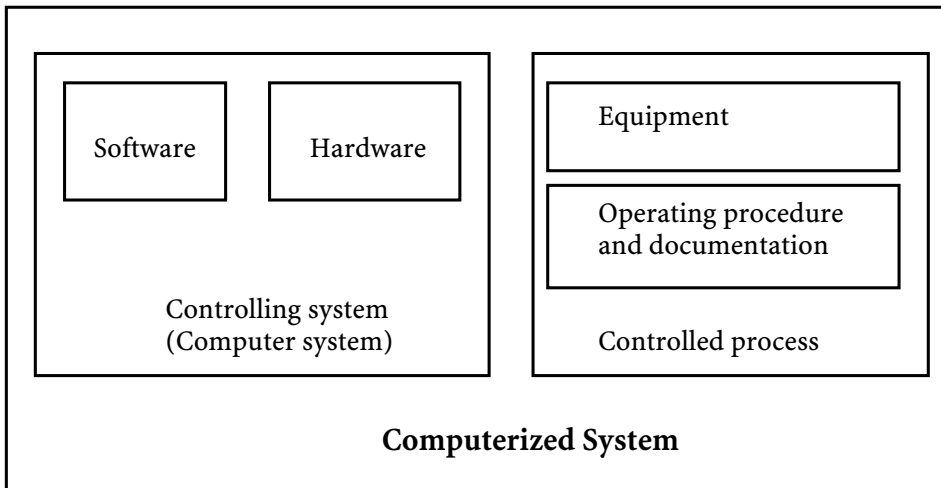 Software
Hardware
Controlling system
(Computer system)
Equipment
Operating procedure
and documentation
Controlled process
Computerized System